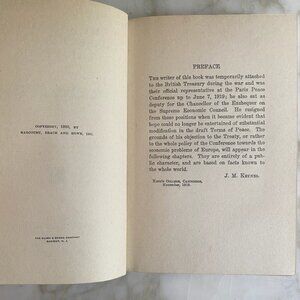 COPYRIGHT, 1920, BY
HARCOURT, BRACE AND HOWE, INC.
THE QUINN & BODEN COMPANY
RAHWAY, N. J.
PREFACE
THE writer of this book was temporarily attached
to the British Treasury during the war and was
their official representative at the Paris Peace
Conference up to June 7, 1919; he also sat as
deputy for the Chancellor of the Exchequer on
the Supreme Economic Council. He resigned
from these positions when it became evident that
hope could no longer be entertained of substantial
modification in the draft Terms of Peace. The
grounds of his objection to the Treaty, or rather
to the whole policy of the Conference towards the
economic problems of Europe, will appear in the
following chapters. They are entirely of a pub-
lic character, and are based on facts known to
the whole world.
J. M. KEYNES.
KING'S COLLEGE, CAMBRIDGE,
November, 1919.